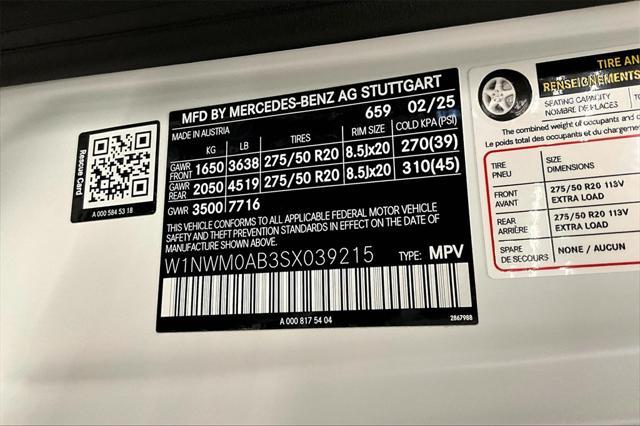 MFD BY MERCEDES-BENZ AG STUTTGART
MADE IN AUSTRIA 659 02/25
KG LB TIRES RIM SIZE COLD KPA (PSI)
GAWR FRONT 1650 3638 275/50 R20 8.5Jx20 270(39)
GAWR REAR 2050 4519 275/50 R20 8.5Jx20 310(45)
GVWR 3500 7716
THIS VEHICLE CONFORMS TO ALL APPLICABLE FEDERAL MOTOR VEHICLE
SAFETY AND THEFT PREVENTION STANDARDS IN EFFECT ON THE DATE OF
MANUFACTURE SHOWN ABOVE.
W1NWM0AB3SX039215 TYPE: MPV
A 000 817 54 04
2867988
Rescue Card
A 000 584 53 18
TIRE AN
RENSEIGNEMENTS
SEATING CAPACITY
NOMBRE DE PLACES
The combined weight of occupants and
Le poids total des occupants et du chargement
TIRE SIZE
PNEU DIMENSIONS
FRONT 275/50 R20 113V
AVANT EXTRA LOAD
REAR 275/50 R20 113V
ARRIÈRE EXTRA LOAD
SPARE NONE / AUCUN
DE SECOURS